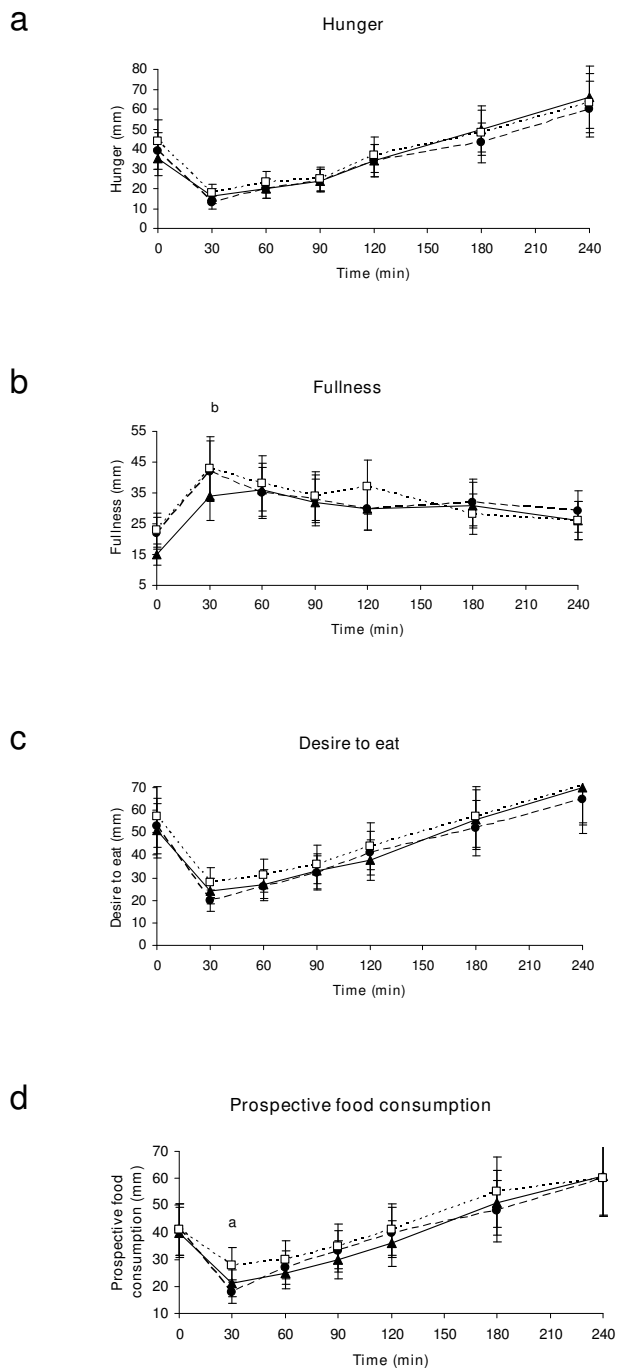 a
Hunger
80
70
60
50
40
30
20
10
0
Hunger (mm)
0 30 60 90 120 150 180 210 240
Time (min)
b
Fullness
b
55
45
35
25
15
5
Fullness (mm)
0 30 60 90 120 150 180 210 240
Time (min)
c
Desire to eat
70
60
50
40
30
20
10
0
Desire to eat (mm)
0 30 60 90 120 150 180 210 240
Time (min)
d
Prospective food consumption
70
60
50
40
30
20
10
Prospective food
consumption (mm)
a
0 30 60 90 120 150 180 210 240
Time (min)